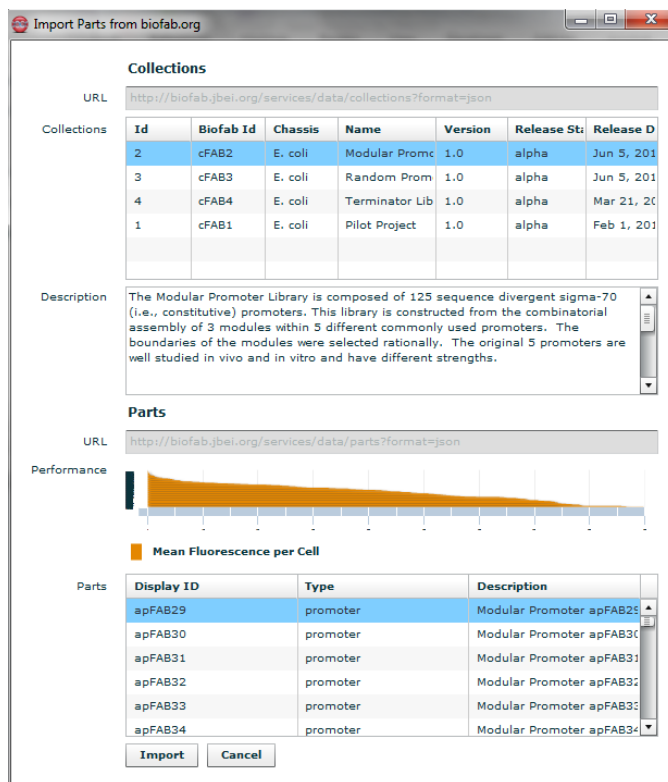 Import Parts from biofab.org
Collections
URL http://biofab.jbei.org/services/data/collections?format=json
Collections Id Biofab Id Chassis Name Version Release Sta Release D
2 cFAB2 E. coli Modular Promo 1.0 alpha Jun 5, 201
3 cFAB3 E. coli Random Prom 1.0 alpha Jun 5, 201
4 cFAB4 E. coli Terminator Lib 1.0 alpha Mar 21, 20
1 cFAB1 E. coli Pilot Project 1.0 alpha Feb 1, 201
Description The Modular Promoter Library is composed of 125 sequence divergent sigma-70
(i.e., constitutive) promoters. This library is constructed from the combinatorial
assembly of 3 modules within 5 different commonly used promoters. The
boundaries of the modules were selected rationally. The original 5 promoters are
well studied in vivo and in vitro and have different strengths.
Parts
URL http://biofab.jbei.org/services/data/parts?format=json
Performance
Mean Fluorescence per Cell
Parts Display ID Type Description
apFAB29 promoter Modular Promoter apFAB29
apFAB30 promoter Modular Promoter apFAB30
apFAB31 promoter Modular Promoter apFAB31
apFAB32 promoter Modular Promoter apFAB32
apFAB33 promoter Modular Promoter apFAB33
apFAB34 promoter Modular Promoter apFAB34
Import Cancel